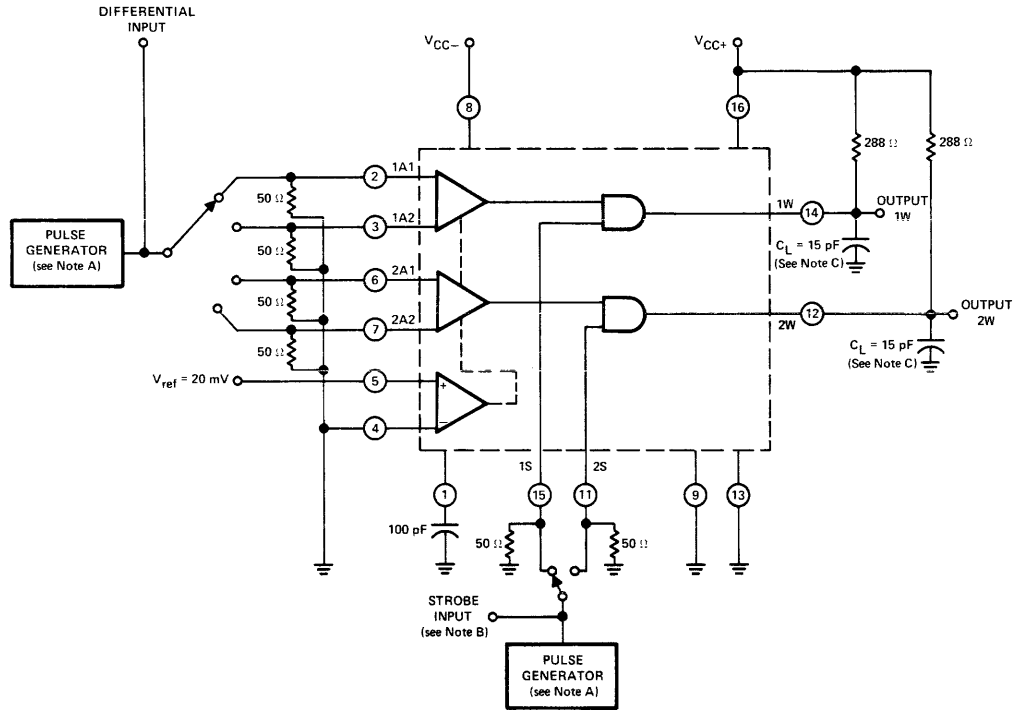 DIFFERENTIAL
INPUT
VCC−
VCC+
8
16
288 Ω
288 Ω
2
1A1
50 Ω
1W
14
OUTPUT
1W
3
1A2
PULSE
GENERATOR
(see Note A)
50 Ω
CL = 15 pF
(See Note C)
6
2A1
50 Ω
12
OUTPUT
2W
7
2A2
2W
50 Ω
CL = 15 pF
(See Note C)
Vref = 20 mV
5
+
4
−
1S
2S
1
15
11
9
13
100 pF
50 Ω
50 Ω
STROBE
INPUT
(see Note B)
PULSE
GENERATOR
(see Note A)